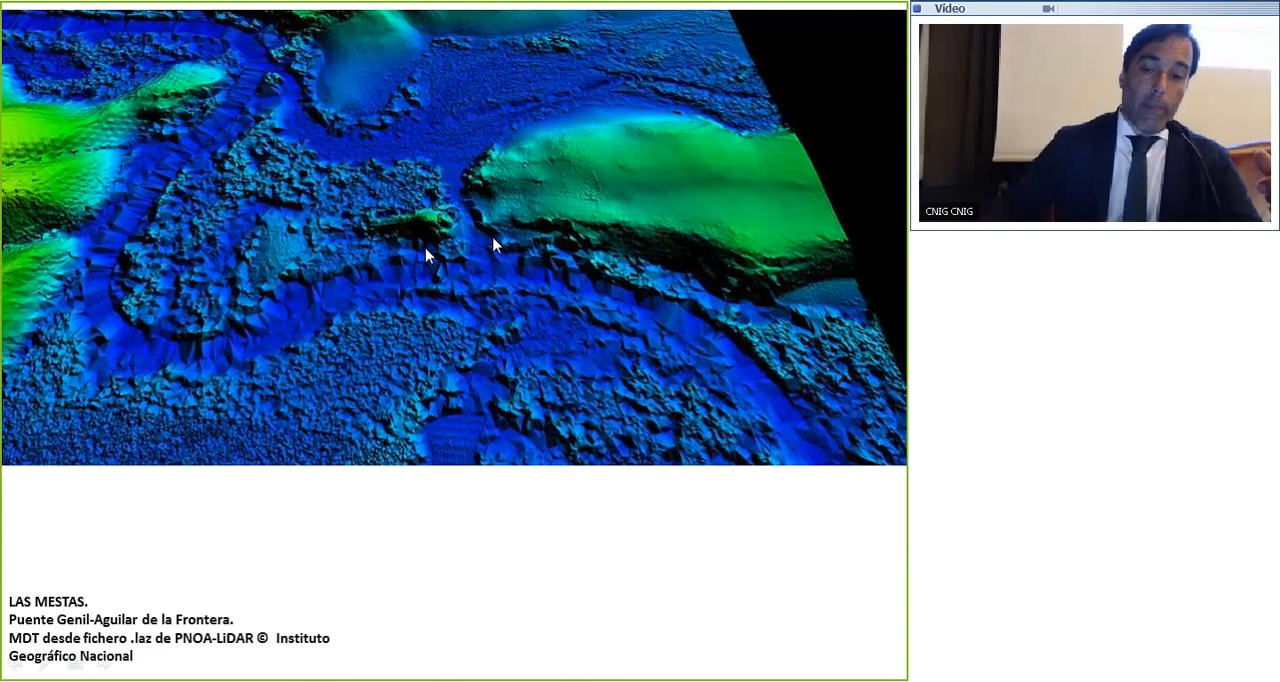 Vídeo
CNIG CNIG
LAS MESTAS.
Puente Genil-Aguilar de la Frontera.
MDT desde fichero .laz de PNOA-LiDAR © Instituto
Geográfico Nacional